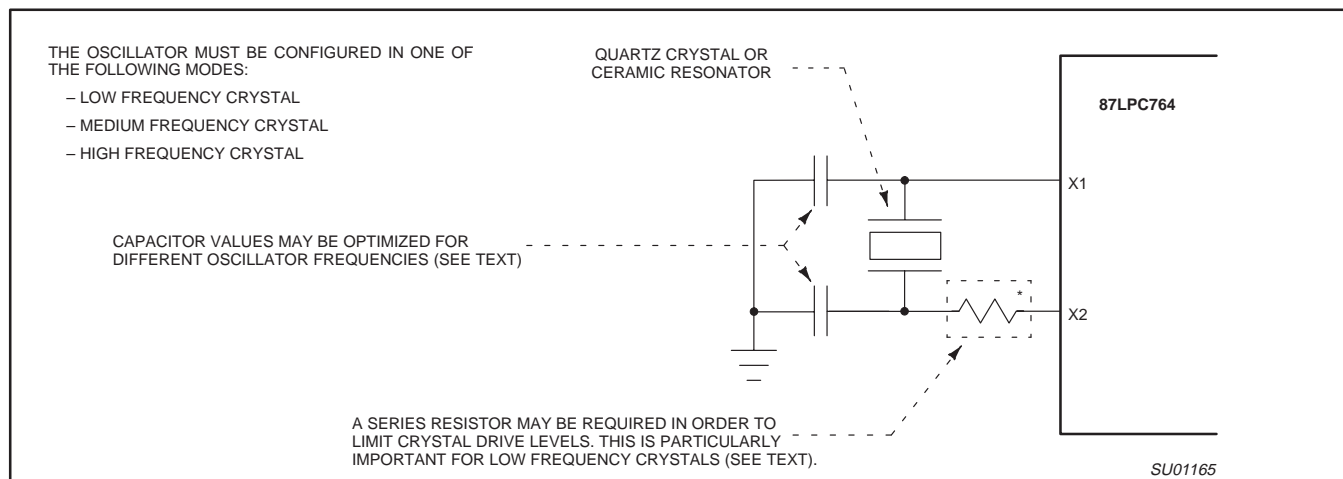 THE OSCILLATOR MUST BE CONFIGURED IN ONE OF
THE FOLLOWING MODES:
– LOW FREQUENCY CRYSTAL
– MEDIUM FREQUENCY CRYSTAL
– HIGH FREQUENCY CRYSTAL
QUARTZ CRYSTAL OR
CERAMIC RESONATOR
87LPC764
X1
CAPACITOR VALUES MAY BE OPTIMIZED FOR
DIFFERENT OSCILLATOR FREQUENCIES (SEE TEXT)
*
X2
A SERIES RESISTOR MAY BE REQUIRED IN ORDER TO
LIMIT CRYSTAL DRIVE LEVELS. THIS IS PARTICULARLY
IMPORTANT FOR LOW FREQUENCY CRYSTALS (SEE TEXT).
SU01165